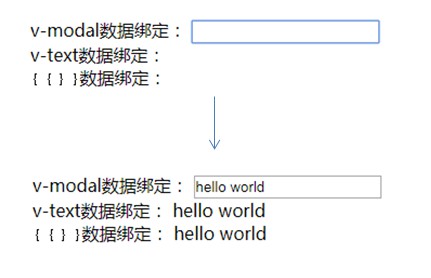 v-modal数据绑定：
v-text数据绑定：
{ { } }数据绑定：
v-modal数据绑定： hello world
v-text数据绑定： hello world
{ { } }数据绑定： hello world